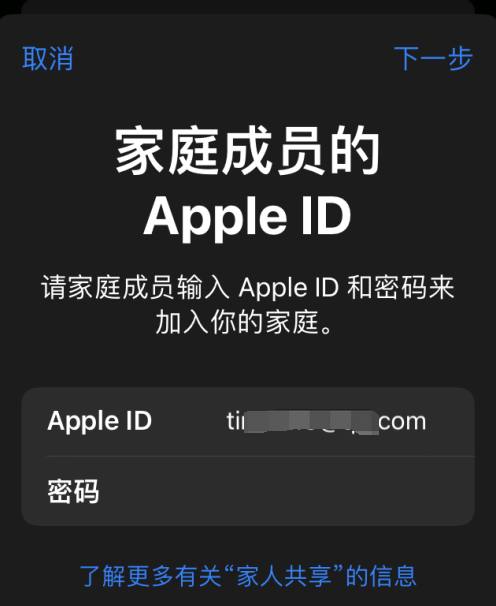 取消
下一步
家庭成员的
Apple ID
请家庭成员输入 Apple ID 和密码来
加入你的家庭。
Apple ID
com
密码
了解更多有关“家人共享”的信息